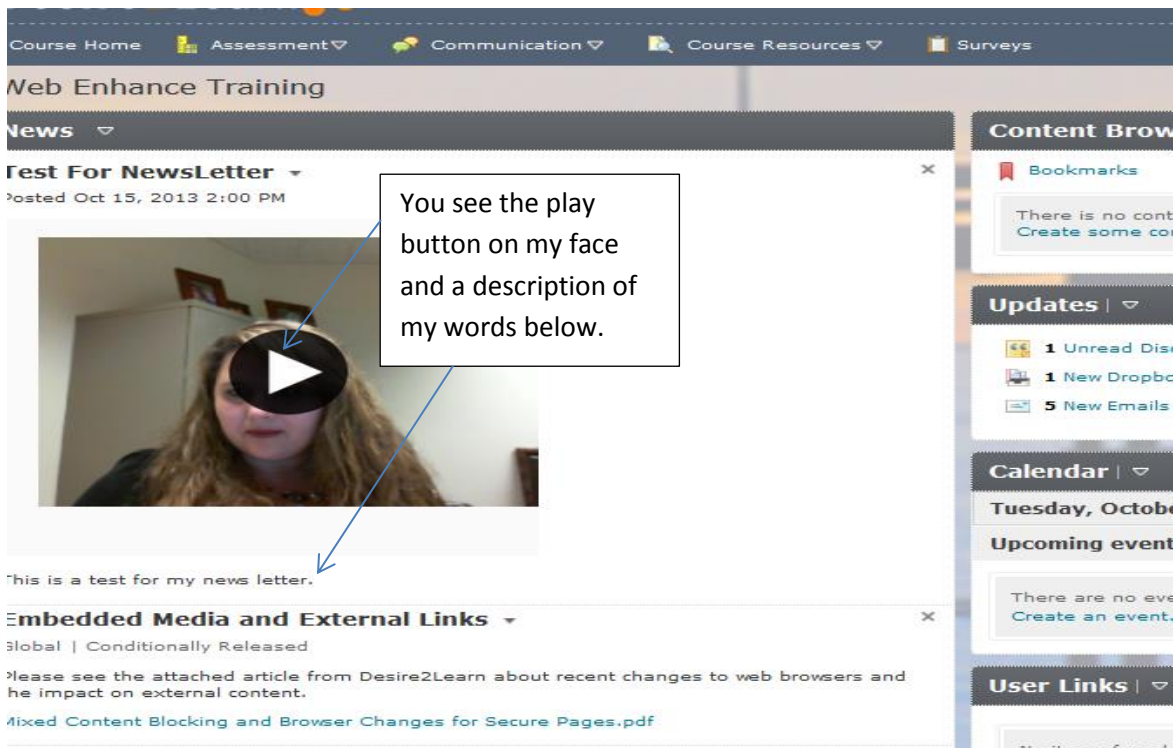 Course Home Assessment Communication Course Resources Surveys
Web Enhance Training
News
Test For NewsLetter
Posted Oct 15, 2013 2:00 PM
You see the play
button on my face
and a description of
my words below.
This is a test for my news letter.
Embedded Media and External Links
Global | Conditionally Released
Please see the attached article from Desire2Learn about recent changes to web browsers and
the impact on external content.
Mixed Content Blocking and Browser Changes for Secure Pages.pdf
Content Brow
Bookmarks
There is no cont
Create some co
Updates |
1 Unread Dis
1 New Dropbo
5 New Emails
Calendar |
Tuesday, Octobe
Upcoming event
There are no eve
Create an event.
User Links |